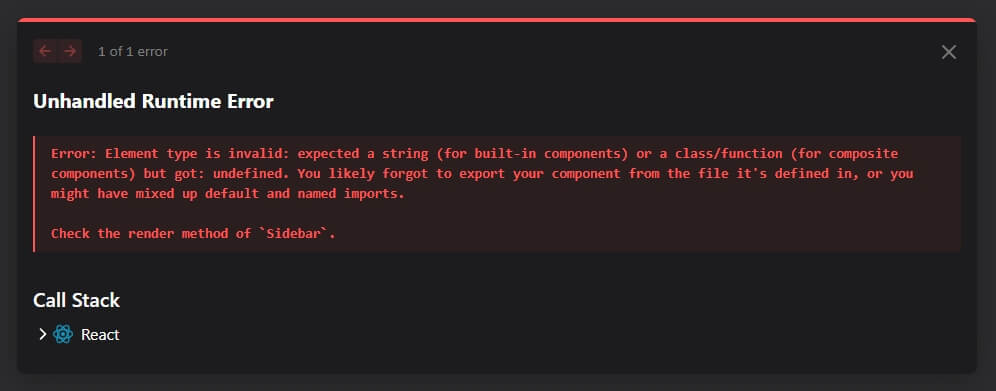 1 of 1 error
Unhandled Runtime Error
Error: Element type is invalid: expected a string (for built-in components) or a class/function (for composite
components) but got: undefined. You likely forgot to export your component from the file it's defined in, or you
might have mixed up default and named imports.
Check the render method of `Sidebar`.
Call Stack
React